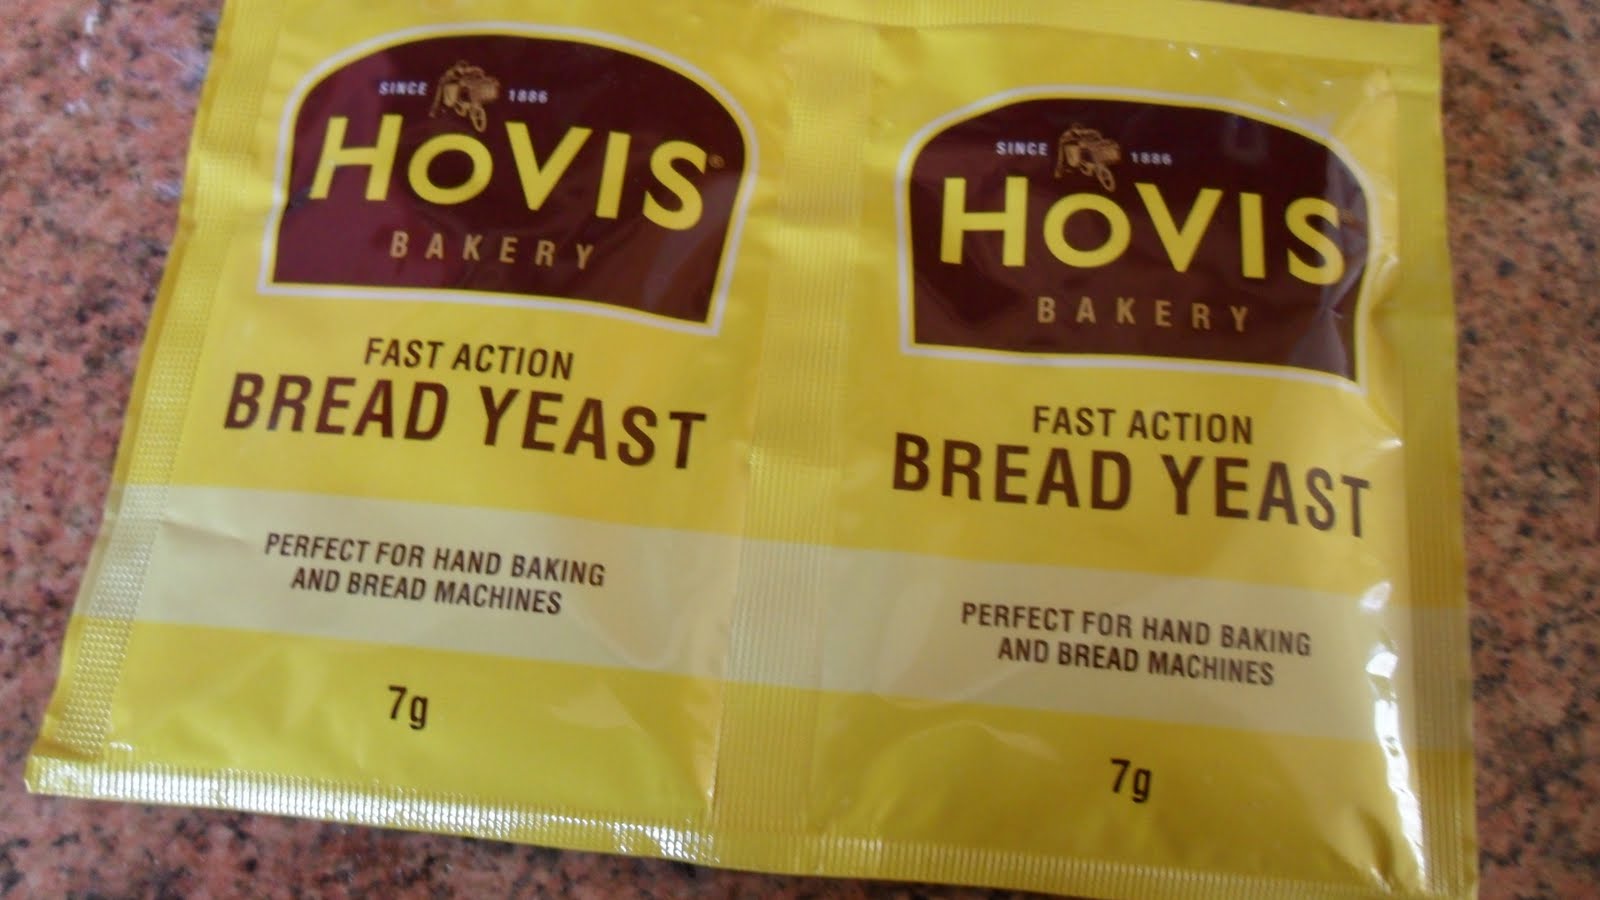 SINCE 1886
HOVIS®
BAKERY
FAST ACTION
BREAD YEAST
PERFECT FOR HAND BAKING
AND BREAD MACHINES
7g
SINCE 1886
HOVIS
BAKERY
FAST ACTION
BREAD YEAST
PERFECT FOR HAND BAKING
AND BREAD MACHINES
7g